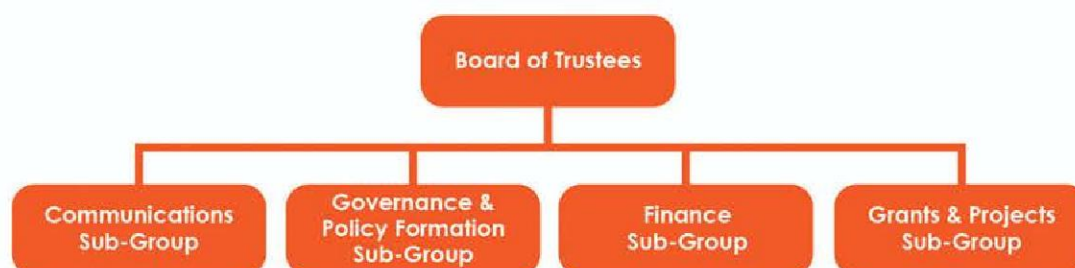 Board of Trustees
Communications
Sub-Group
Governance &
Policy Formation
Sub-Group
Finance
Sub-Group
Grants & Projects
Sub-Group